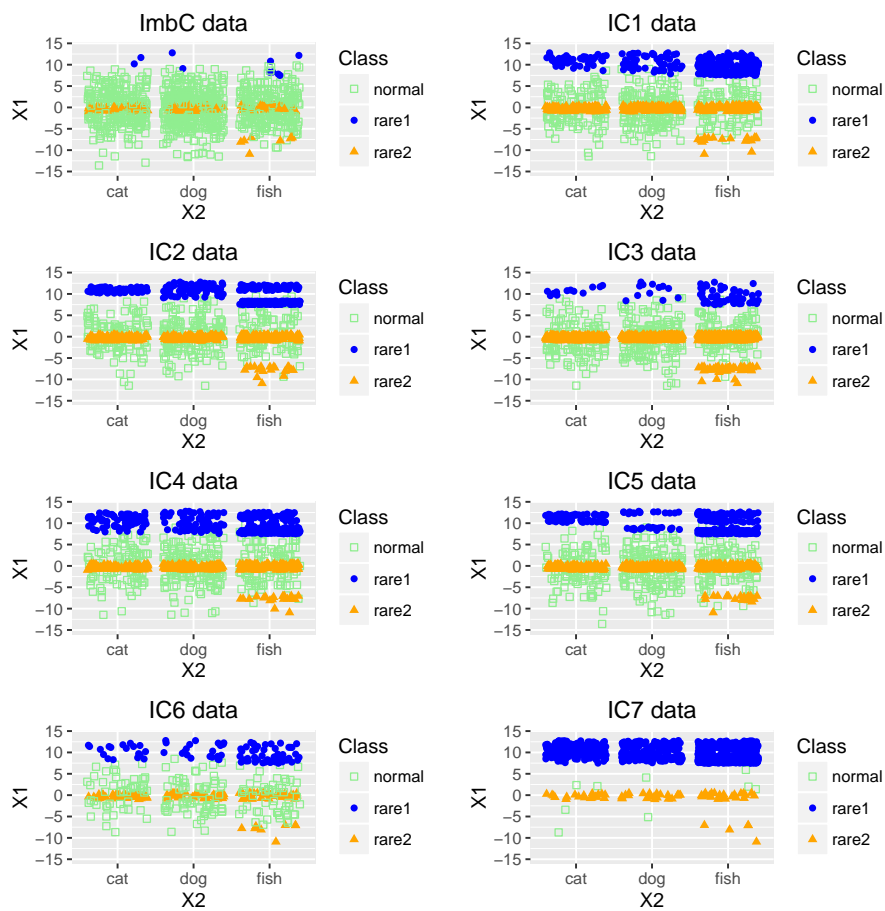 ImbC data
15
10
5
0
−5
−10
−15
X1
cat
dog
fish
X2
Class
normal
rare1
rare2
IC1 data
15
10
5
0
−5
−10
−15
X1
cat
dog
fish
X2
Class
normal
rare1
rare2
IC2 data
15
10
5
0
−5
−10
−15
X1
cat
dog
fish
X2
Class
normal
rare1
rare2
IC3 data
15
10
5
0
−5
−10
−15
X1
cat
dog
fish
X2
Class
normal
rare1
rare2
IC4 data
15
10
5
0
−5
−10
−15
X1
cat
dog
fish
X2
Class
normal
rare1
rare2
IC5 data
15
10
5
0
−5
−10
−15
X1
cat
dog
fish
X2
Class
normal
rare1
rare2
IC6 data
15
10
5
0
−5
−10
−15
X1
cat
dog
fish
X2
Class
normal
rare1
rare2
IC7 data
15
10
5
0
−5
−10
−15
X1
cat
dog
fish
X2
Class
normal
rare1
rare2